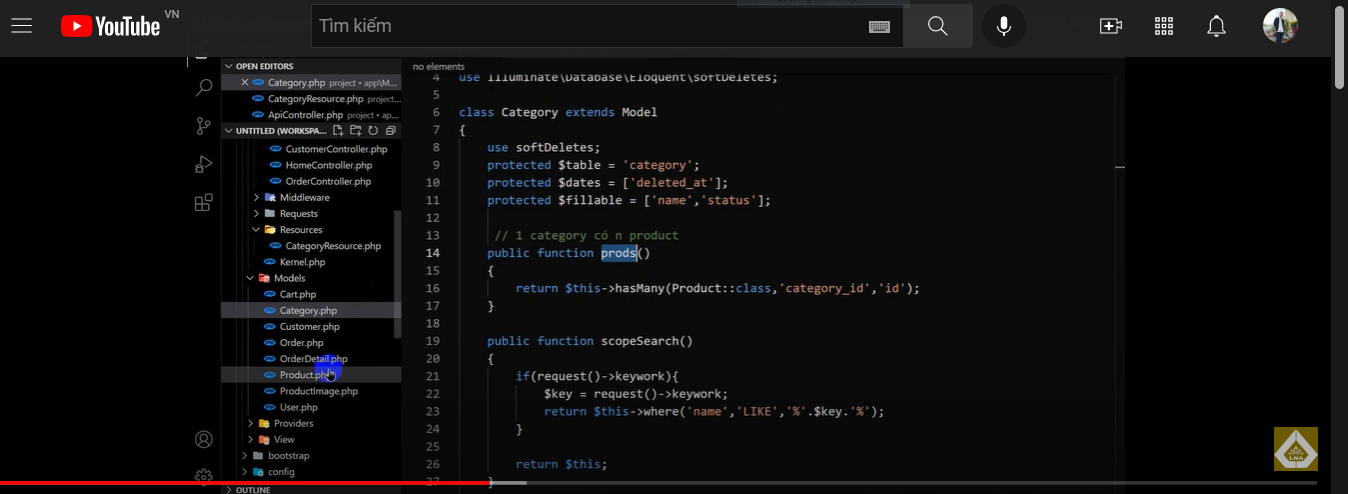 YouTube VN
Tìm kiếm
OPEN EDITORS
Category.php project • app\M...
CategoryResource.php project...
ApiController.php project • ap...
UNTITLED (WORKSPA...
CustomerController.php
HomeController.php
OrderController.php
Middleware
Requests
Resources
CategoryResource.php
Kernel.php
Models
Cart.php
Category.php
Customer.php
Order.php
OrderDetail.php
Product.php
ProductImage.php
User.php
Providers
View
bootstrap
config
OUTLINE
no elements
4 use Illuminate\Database\Eloquent\softDeletes;
5
6 class Category extends Model
7 {
8 use softDeletes;
9 protected $table = 'category';
10 protected $dates = ['deleted_at'];
11 protected $fillable = ['name','status'];
12
13 // 1 category có n product
14 public function prods()
15 {
16 return $this->hasMany(Product::class,'category_id','id');
17 }
18
19 public function scopeSearch()
20 {
21 if(request()->keywork){
22 $key = request()->keywork;
23 return $this->where('name','LIKE','%'.$key.'%');
24 }
25
26 return $this;
27 }
LNA